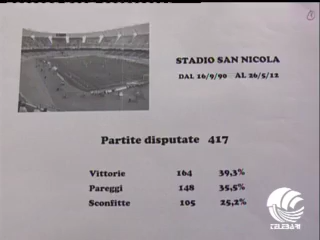 STADIO SAN NICOLA
DAL 16/9/90 AL 26/5/12
Partite disputate 417
Vittorie 164 39,3%
Pareggi 148 35,5%
Sconfitte 105 25,2%
TELEBARI